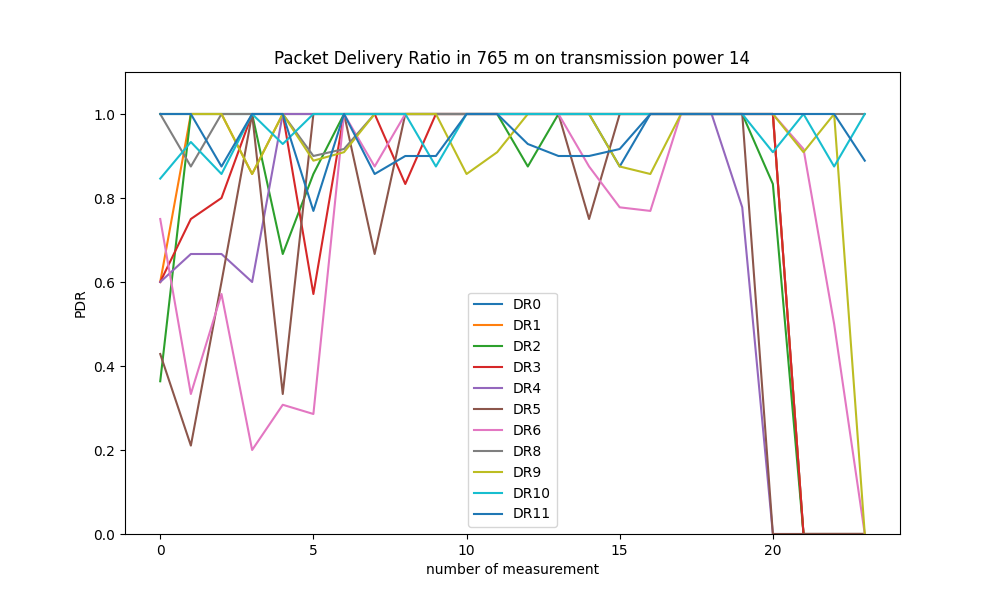 Packet Delivery Ratio in 765 m on transmission power 14
1.0
0.8
0.6
0.4
0.2
0.0
PDR
DR0
DR1
DR2
DR3
DR4
DR5
DR6
DR8
DR9
DR10
DR11
0 5 10 15 20
number of measurement